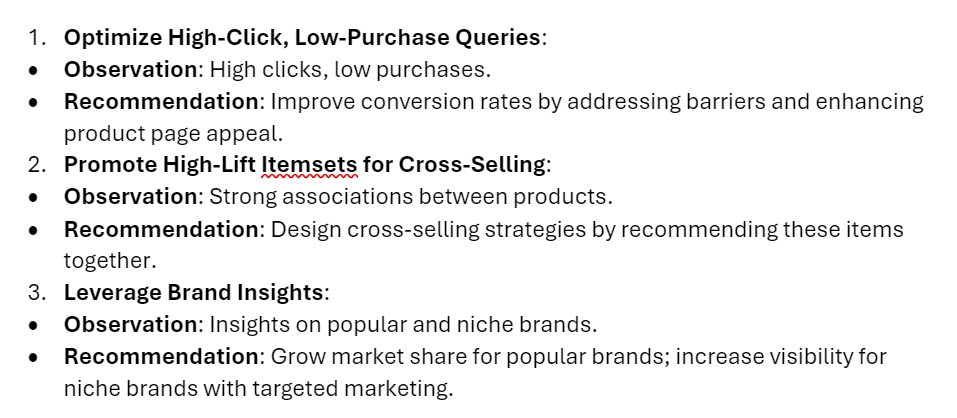 1. Optimize High-Click, Low-Purchase Queries:
• Observation: High clicks, low purchases.
• Recommendation: Improve conversion rates by addressing barriers and enhancing
product page appeal.
2. Promote High-Lift Itemsets for Cross-Selling:
• Observation: Strong associations between products.
• Recommendation: Design cross-selling strategies by recommending these items
together.
3. Leverage Brand Insights:
• Observation: Insights on popular and niche brands.
• Recommendation: Grow market share for popular brands; increase visibility for
niche brands with targeted marketing.